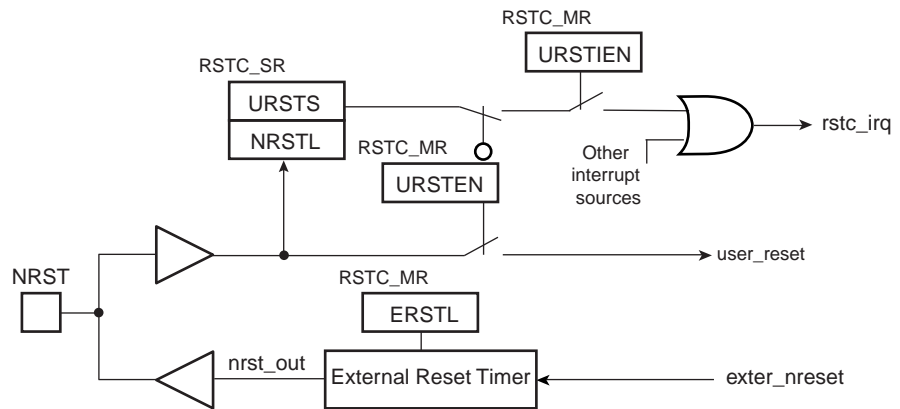 RSTC_MR
URSTIEN
RSTC_SR
URSTS
NRSTL
rstc_irq
RSTC_MR
URSTEN
Other
interrupt
sources
user_reset
NRST
RSTC_MR
ERSTL
nrst_out
External Reset Timer
exter_nreset